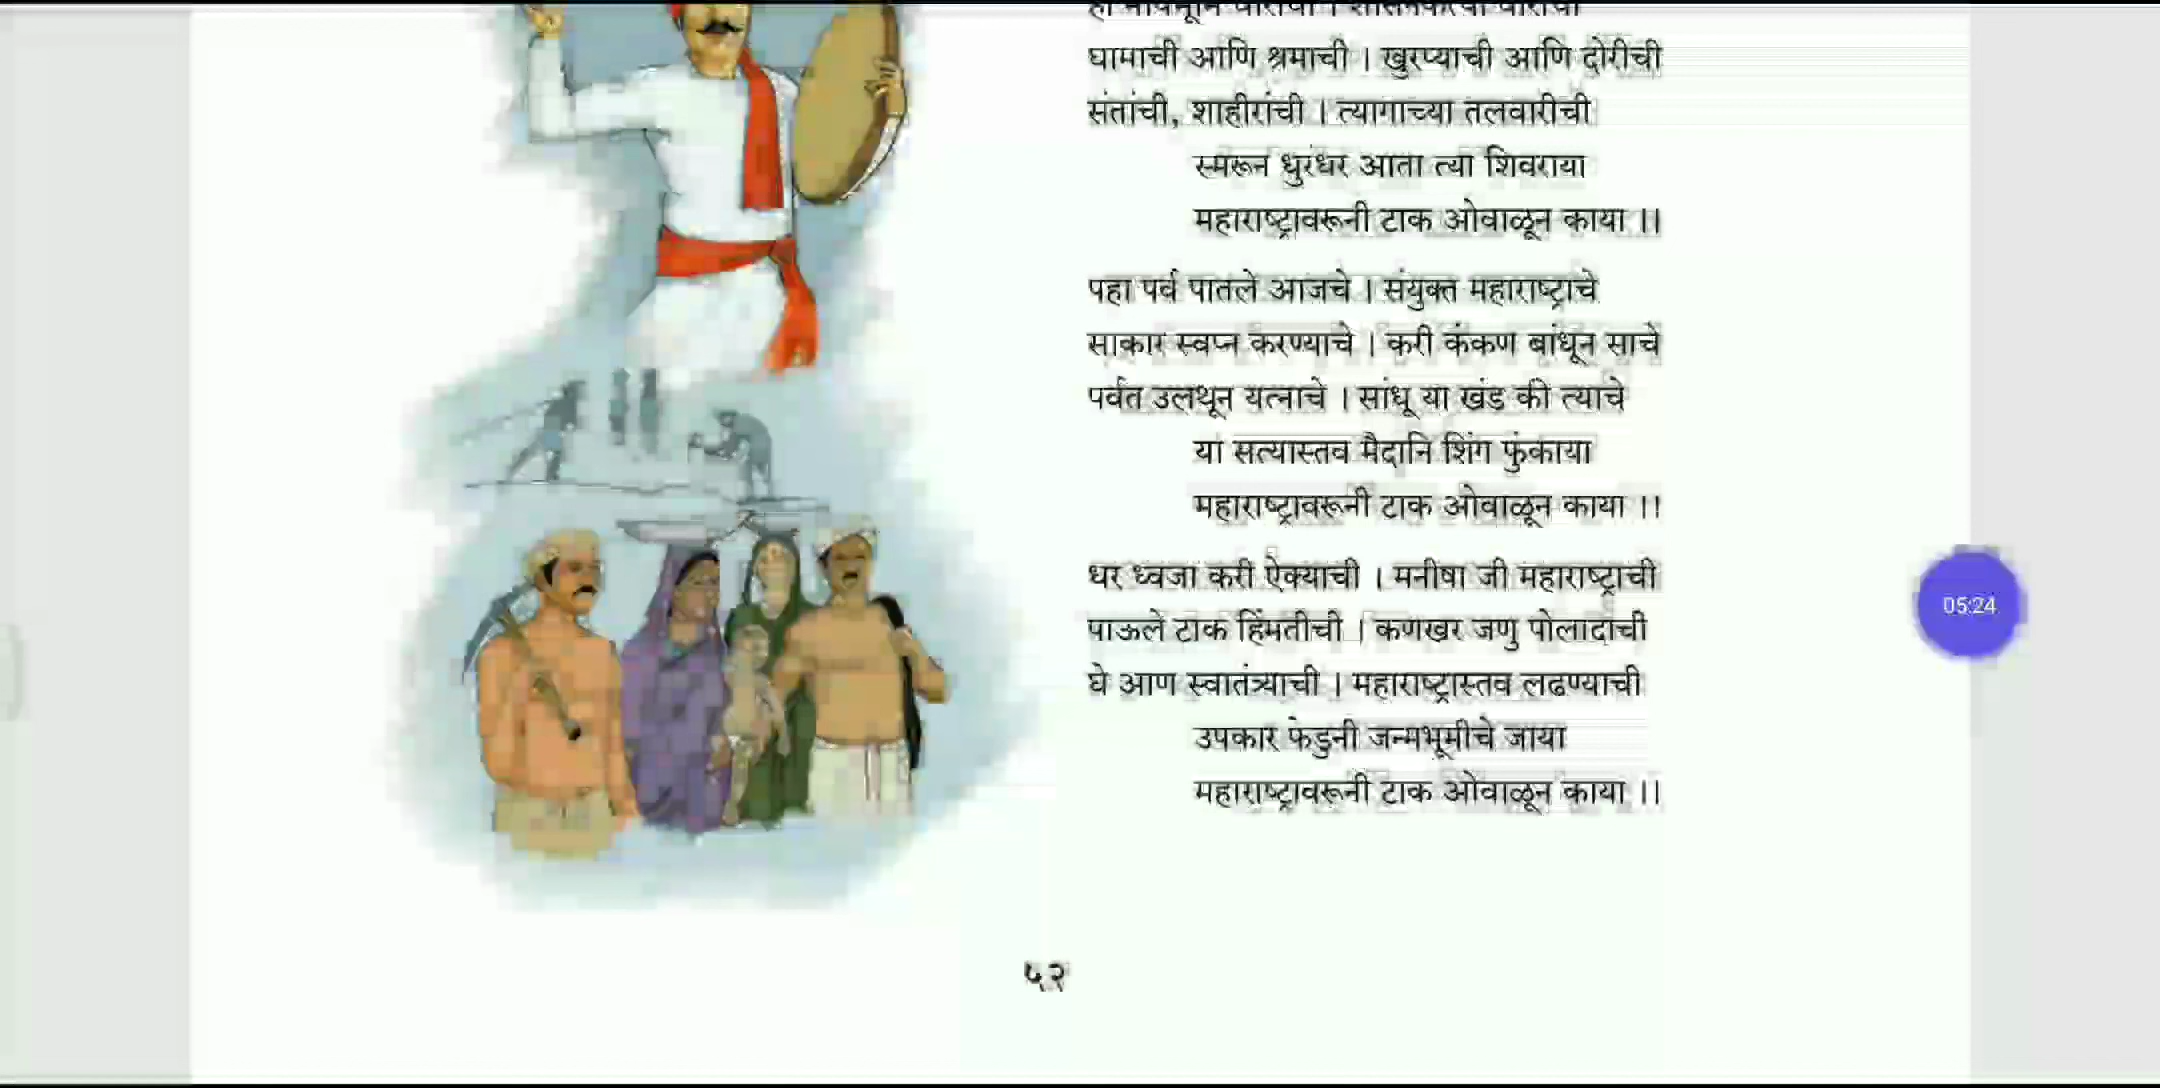 घामाची आणि श्रमाची । खुरप्याची आणि दोरीची
संतांची, शाहीरांची । त्यागाच्या तलवारीची
स्मरून धुरंधर आता त्या शिवराया
महाराष्ट्रावरूनी टाक ओवाळून काया ।।
पहा पर्व पातले आजचे । संयुक्त महाराष्ट्राचे
साकार स्वप्न करण्याचे । करी कंकण बांधून साचे
पर्वत उलथून यत्नाचे । सांधू या खंड की त्याचे
या सत्यास्तव मैदानि शिंग फुंकाया
महाराष्ट्रावरूनी टाक ओवाळून काया ।।
धर ध्वजा करी ऐक्याची । मनीषा जी महाराष्ट्राची
पाऊले टाक हिंमतीची । कणखर जणु पोलादाची
घे आण स्वातंत्र्याची । महाराष्ट्रास्तव लढण्याची
उपकार फेडुनी जन्मभूमीचे जाया
महाराष्ट्रावरूनी टाक ओवाळून काया ।।
05:24
५२